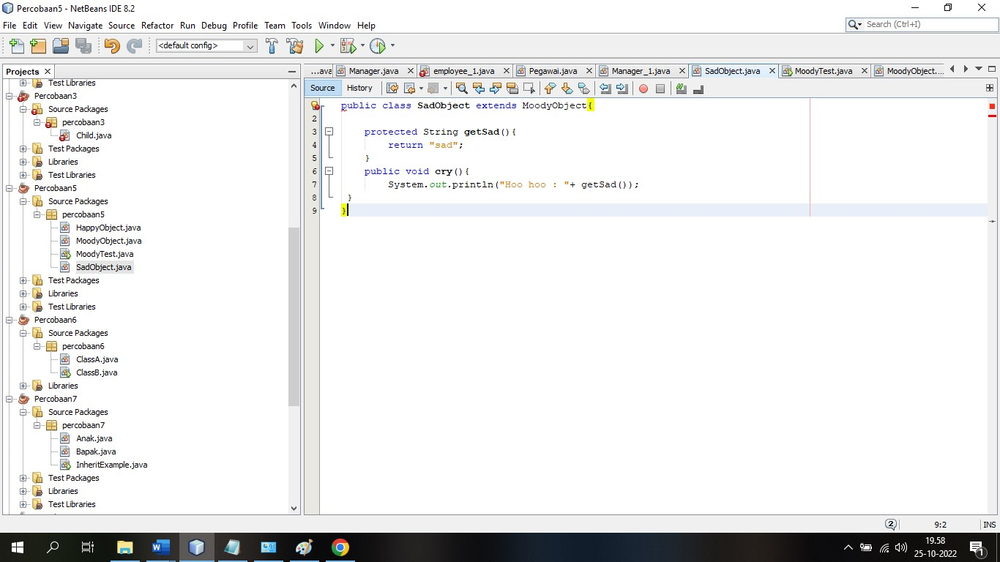 Percobaan5 - NetBeans IDE 8.2
File Edit View Navigate Source Refactor Run Debug Profile Team Tools Window Help
Search (Ctrl+I)
<default config>
Projects
...ava Manager.java employee_1.java Pegawai.java Manager_1.java SadObject.java MoodyTest.java MoodyObject....
Source History
Test Libraries
Percobaan3
Source Packages
percobaan3
Child.java
Test Packages
Libraries
Test Libraries
Percobaan5
Source Packages
percobaan5
HappyObject.java
MoodyObject.java
MoodyTest.java
SadObject.java
Test Packages
Libraries
Test Libraries
Percobaan6
Source Packages
percobaan6
ClassA.java
ClassB.java
Libraries
Percobaan7
Source Packages
percobaan7
Anak.java
Bapak.java
InheritExample.java
Test Packages
Libraries
Test Libraries
public class SadObject extends MoodyObject{
2
3 protected String getSad(){
4 return "sad";
5 }
6 public void cry(){
7 System.out.println("Hoo hoo : "+ getSad());
8 }
9 }
2 9:2 INS
19.58
25-10-2022
1